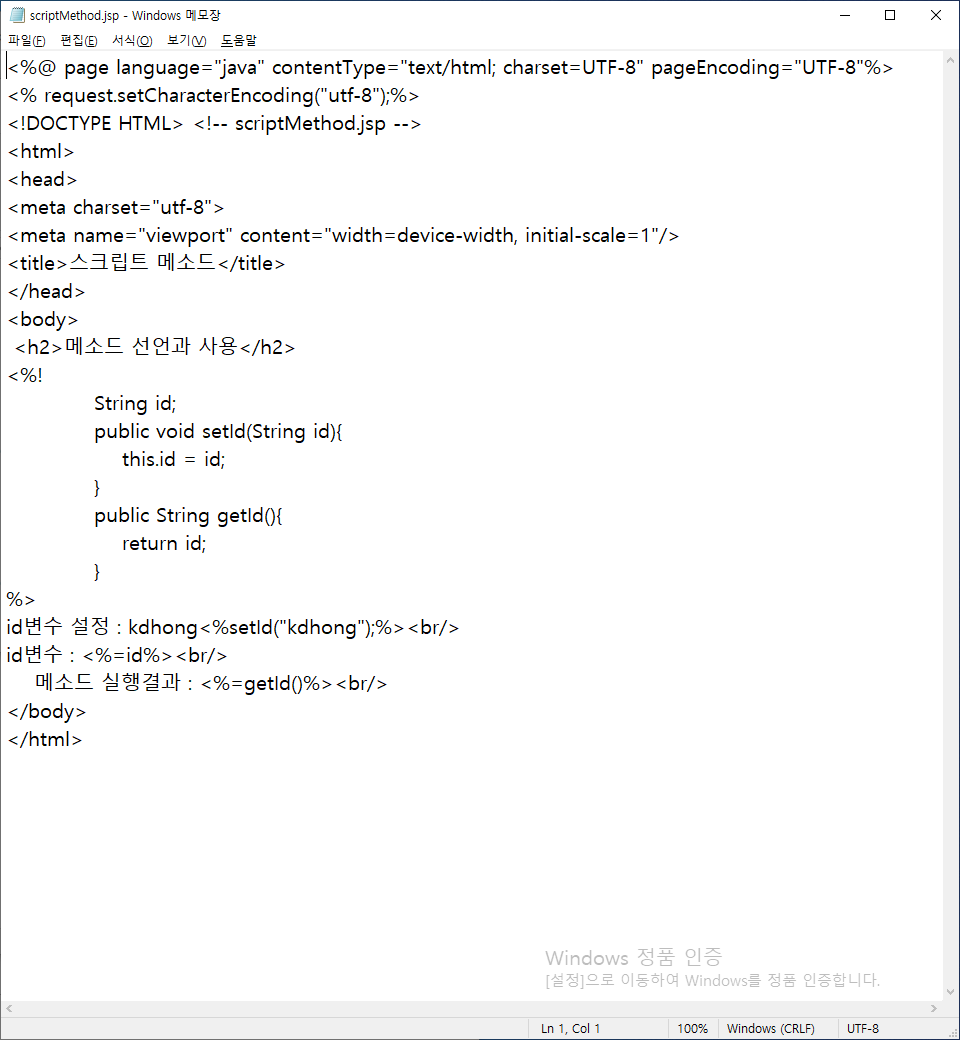 scriptMethod.jsp - Windows 메모장
파일(F) 편집(E) 서식(O) 보기(V) 도움말
<%@ page language="java" contentType="text/html; charset=UTF-8" pageEncoding="UTF-8"%>
<% request.setCharacterEncoding("utf-8");%>
<!DOCTYPE HTML> <!-- scriptMethod.jsp -->
<html>
<head>
<meta charset="utf-8">
<meta name="viewport" content="width=device-width, initial-scale=1"/>
<title>스크립트 메소드</title>
</head>
<body>
 <h2>메소드 선언과 사용</h2>
<%!
            String id;
            public void setId(String id){
                this.id = id;
            }
            public String getId(){
                return id;
            }
%>
id변수 설정 : kdhong<%setId("kdhong");%><br/>
id변수 : <%=id%><br/>
    메소드 실행결과 : <%=getId()%><br/>
</body>
</html>
Windows 정품 인증
[설정]으로 이동하여 Windows를 정품 인증합니다.
Ln 1, Col 1 100% Windows (CRLF) UTF-8